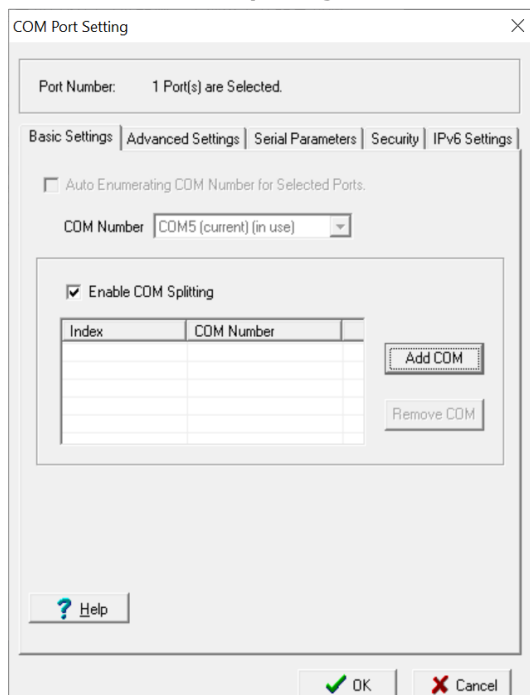 COM Port Setting
Port Number: 1 Port(s) are Selected.
Basic Settings Advanced Settings Serial Parameters Security IPv6 Settings
Auto Enumerating COM Number for Selected Ports.
COM Number COM5 (current) (in use)
Enable COM Splitting
Index COM Number
Add COM
Remove COM
? Help
OK Cancel